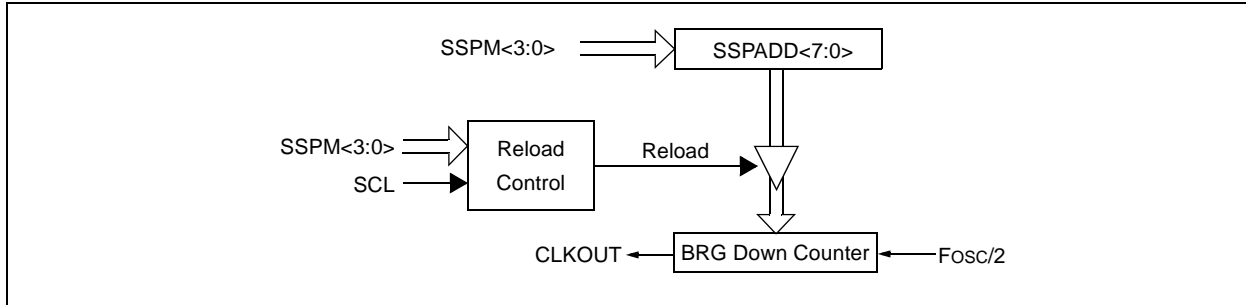 SSPM<3:0>
SSPADD<7:0>
SSPM<3:0>
SCL
Reload
Control
Reload
CLKOUT
BRG Down Counter
FOSC/2